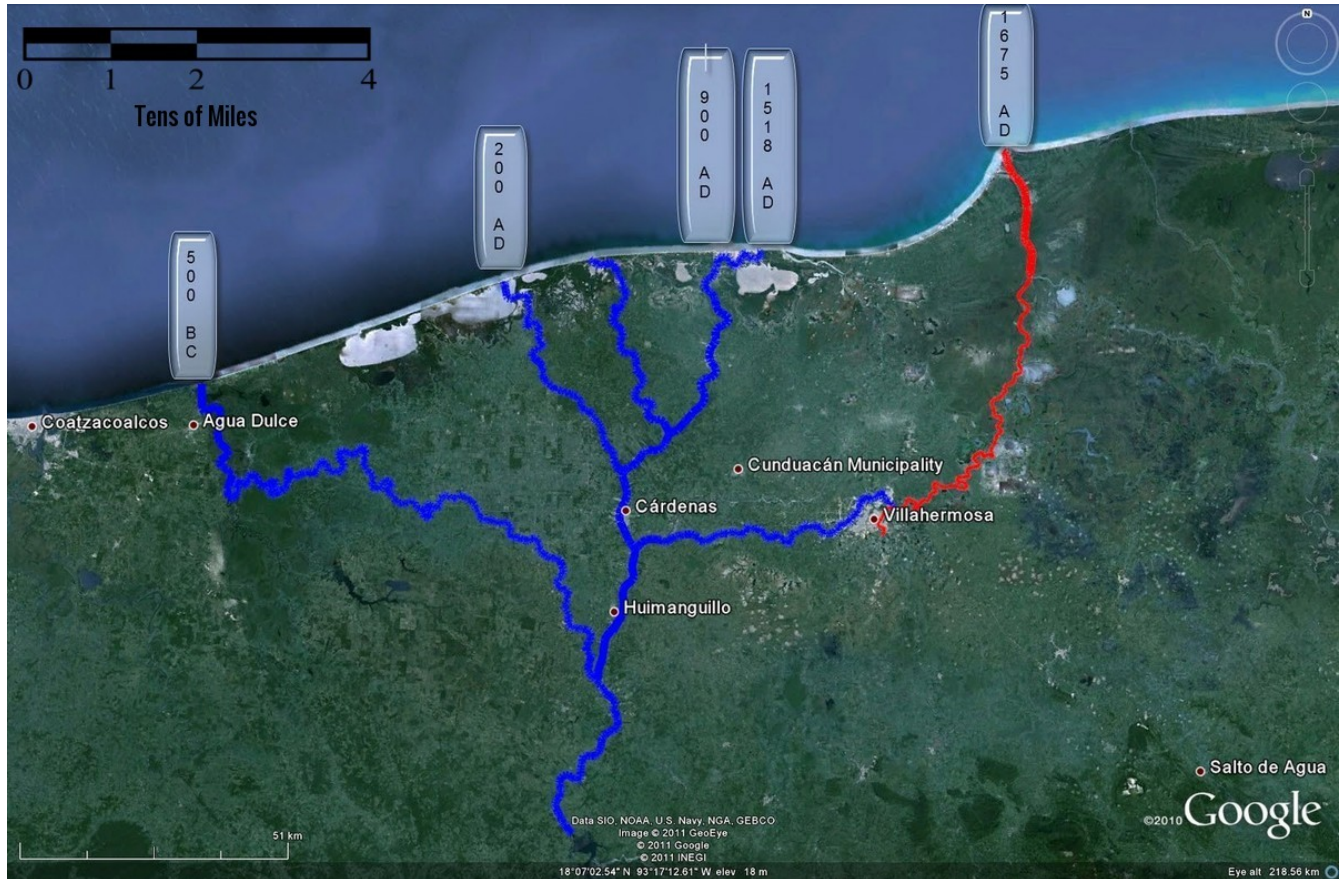 0 1 2 4
Tens of Miles
500 BC
200 AD
900 AD
1518 AD
1675 AD
N
Coatzacoalcos
Agua Dulce
Cunduacán Municipality
Cárdenas
Villahermosa
Huimanguillo
Salto de Agua
Data SIO, NOAA, U.S. Navy, NGA, GEBCO
Image © 2011 GeoEye
© 2011 Google
© 2011 INEGI
©2010 Google
51 km
18°07'02.54" N 93°17'12.61" W elev 18 m
Eye alt 218.56 km